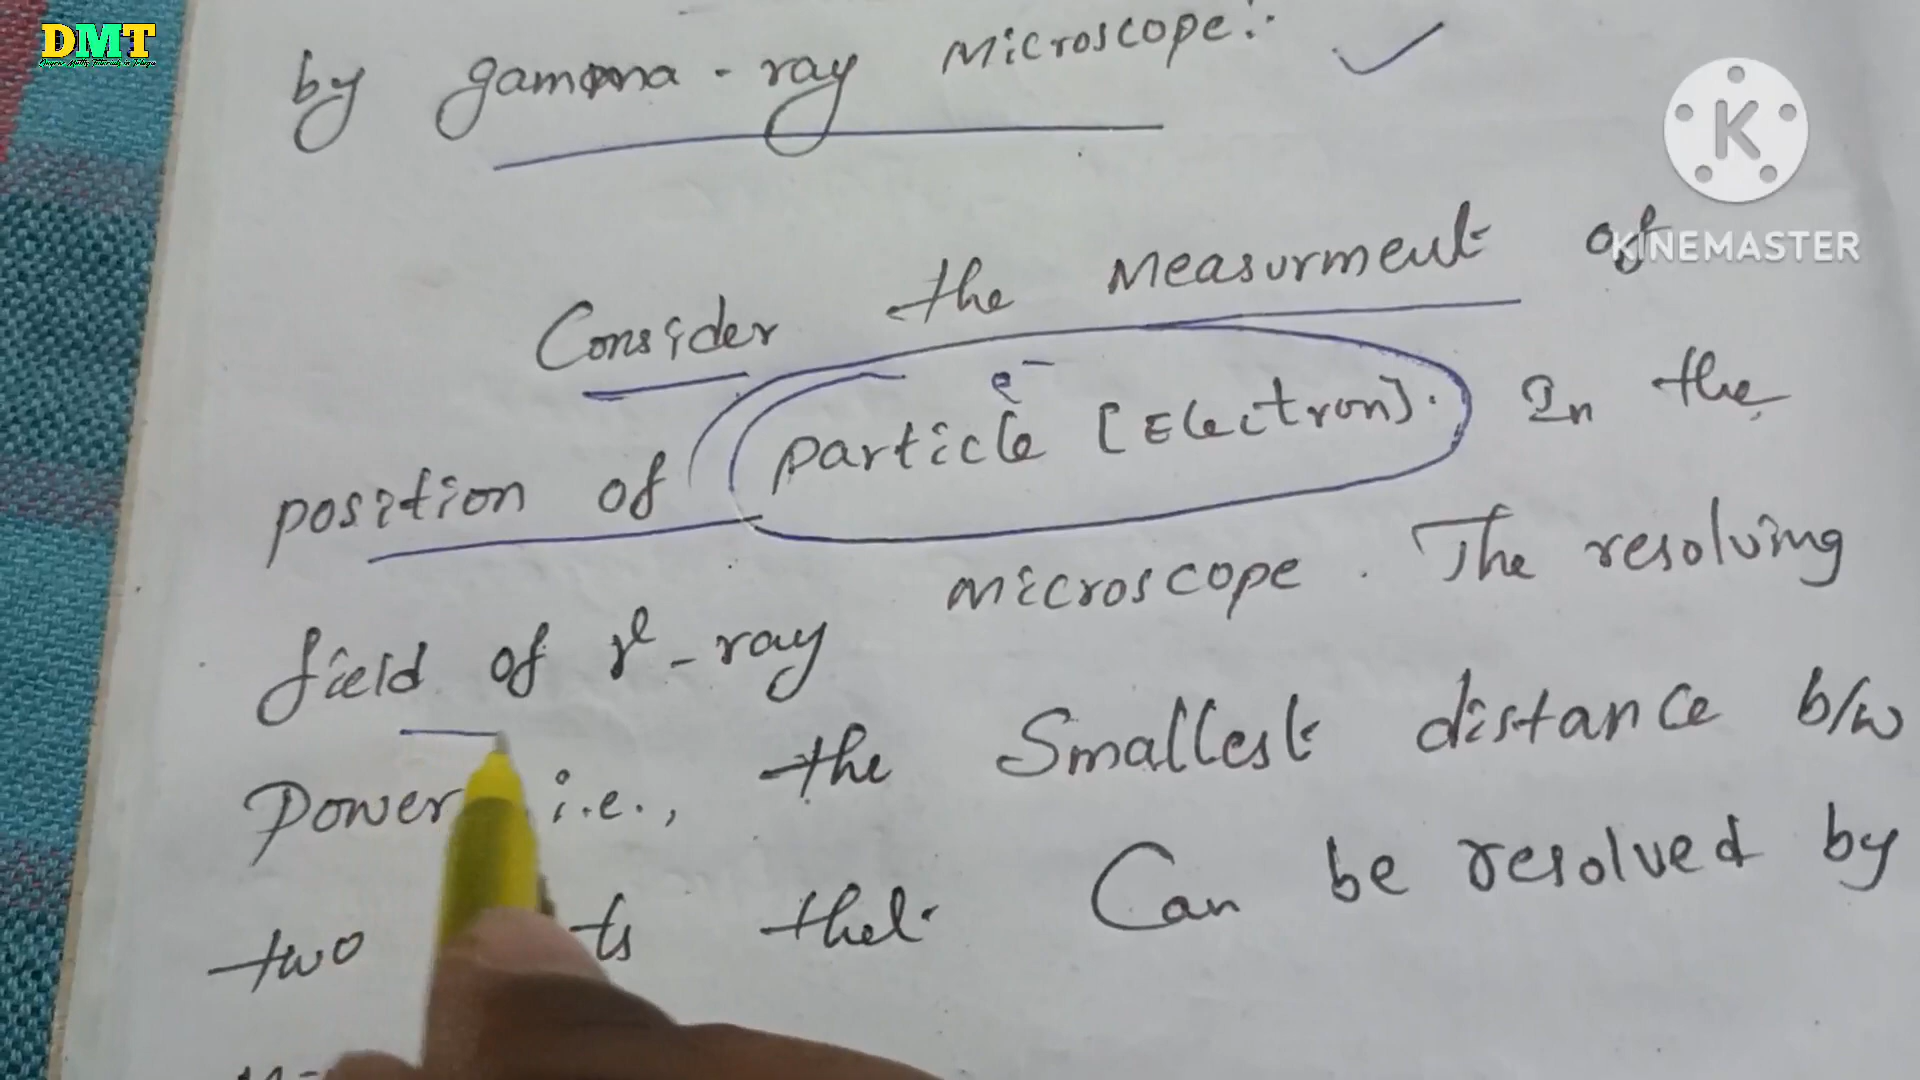 DMT
by gamma-ray Microscope:-
K
KINEMASTER
Consider the Measurment of
e-
position of particle [Electron]. In the
field of γ-ray microscope. The resolving
Power i.e., the Smallest distance b/w
two ts that Can be resolved by